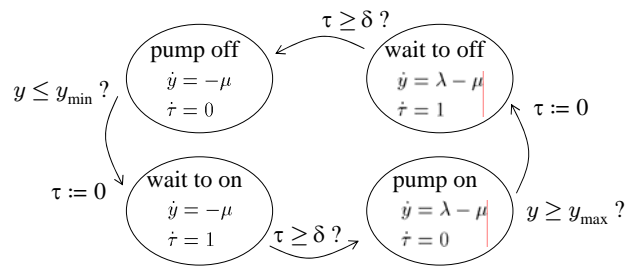 τ ≥ δ ?
pump off
ẏ = −μ
τ̇ = 0
wait to off
ẏ = λ − μ
τ̇ = 1
y ≤ y_min ?
τ := 0
τ := 0
wait to on
ẏ = −μ
τ̇ = 1
τ ≥ δ ?
pump on
ẏ = λ − μ
τ̇ = 0
y ≥ y_max ?